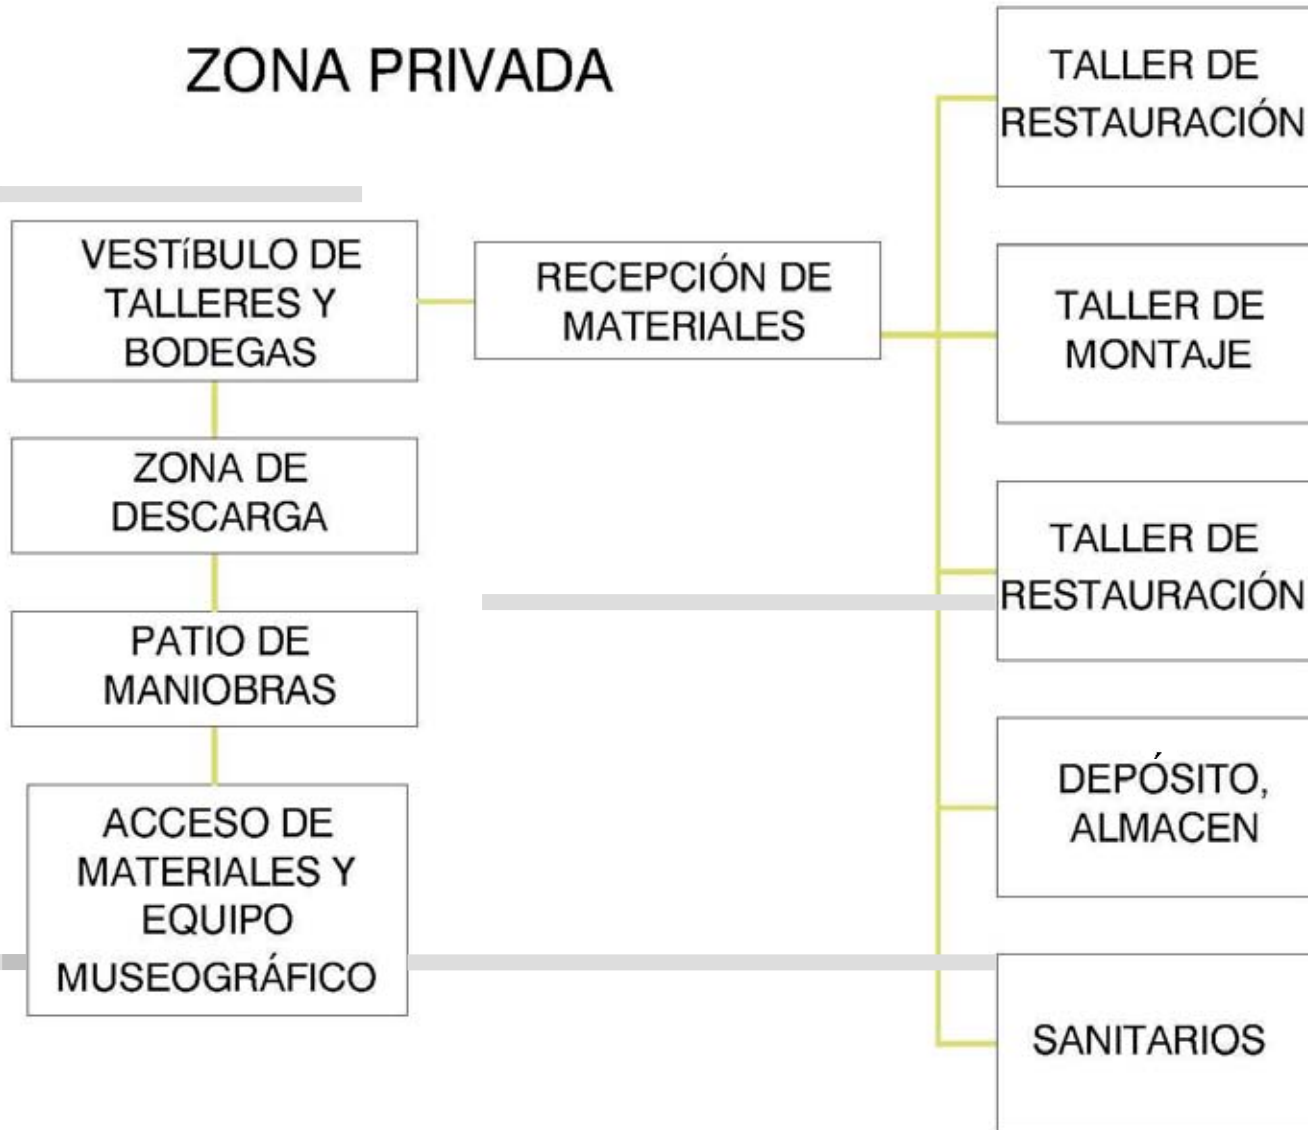 ZONA PRIVADA
VESTíBULO DE
TALLERES Y
BODEGAS
RECEPCIÓN DE
MATERIALES
ZONA DE
DESCARGA
PATIO DE
MANIOBRAS
ACCESO DE
MATERIALES Y
EQUIPO
MUSEOGRÁFICO
TALLER DE
RESTAURACIÓN
TALLER DE
MONTAJE
TALLER DE
RESTAURACIÓN
DEPÓSITO,
ALMACEN
SANITARIOS